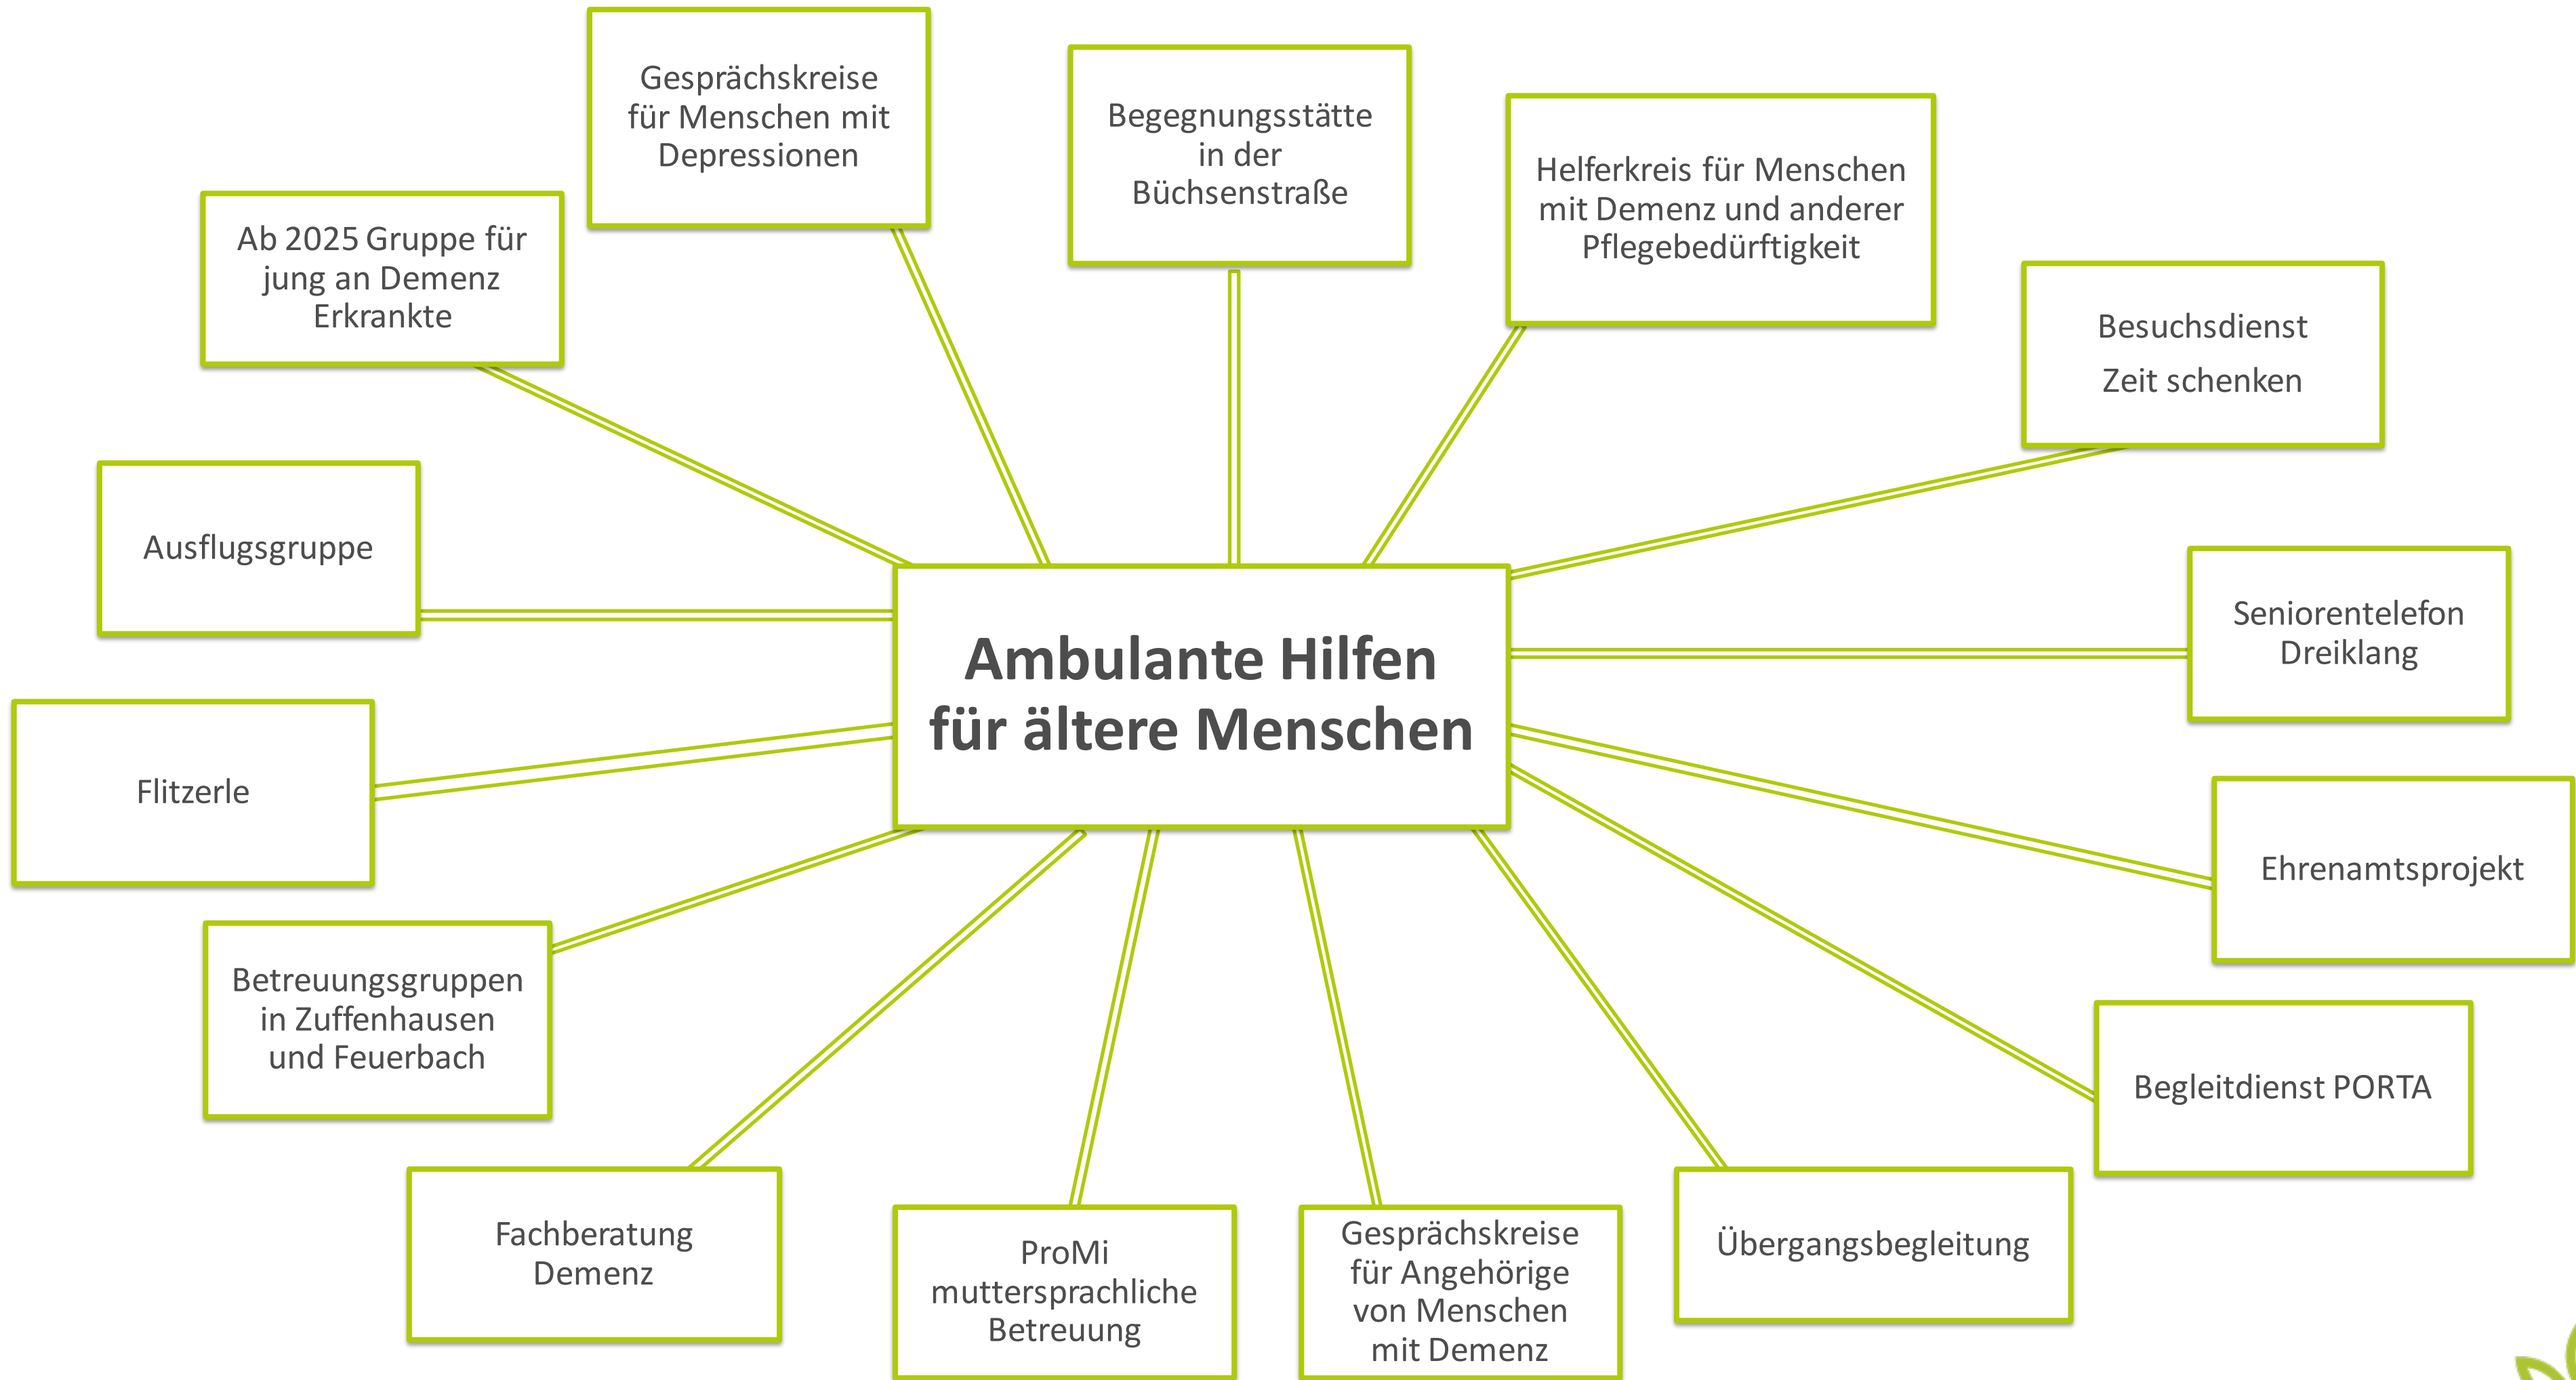 Gesprächskreise
für Menschen mit
Depressionen
Begegnungsstätte
in der
Büchsenstraße
Helferkreis für Menschen
mit Demenz und anderer
Pflegebedürftigkeit
Ab 2025 Gruppe für
jung an Demenz
Erkrankte
Besuchsdienst
Zeit schenken
Ausflugsgruppe
Seniorentelefon
Dreiklang
Ambulante Hilfen
für ältere Menschen
Flitzerle
Ehrenamtsprojekt
Betreuungsgruppen
in Zuffenhausen
und Feuerbach
Begleitdienst PORTA
Fachberatung
Demenz
ProMi
muttersprachliche
Betreuung
Gesprächskreise
für Angehörige
von Menschen
mit Demenz
Übergangsbegleitung